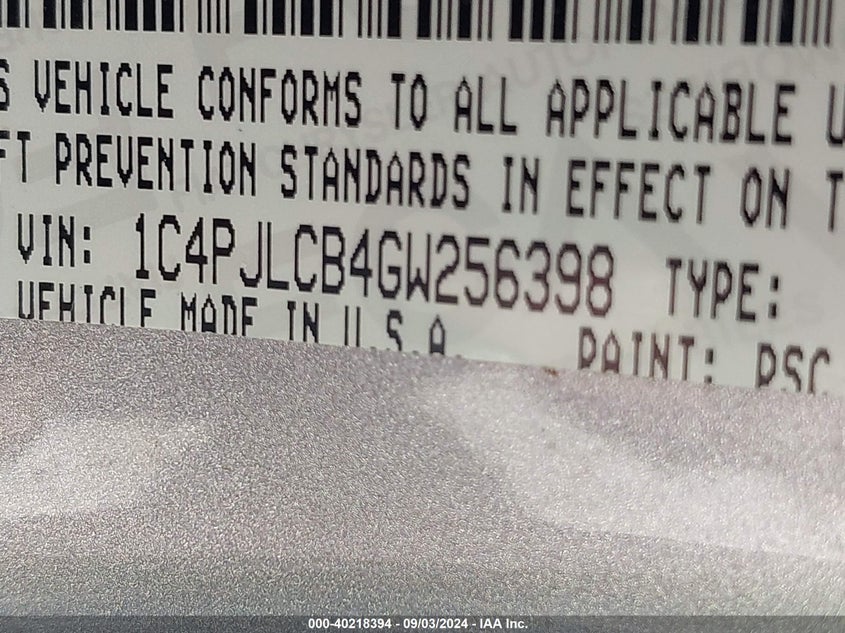 S VEHICLE CONFORMS TO ALL APPLICABLE U
FT PREVENTION STANDARDS IN EFFECT ON T
VIN: 1C4PJLCB4GW256398 TYPE:
VEHICLE MADE IN U.S.A. PAINT: PSC
000-40218394 - 09/03/2024 - IAA Inc.